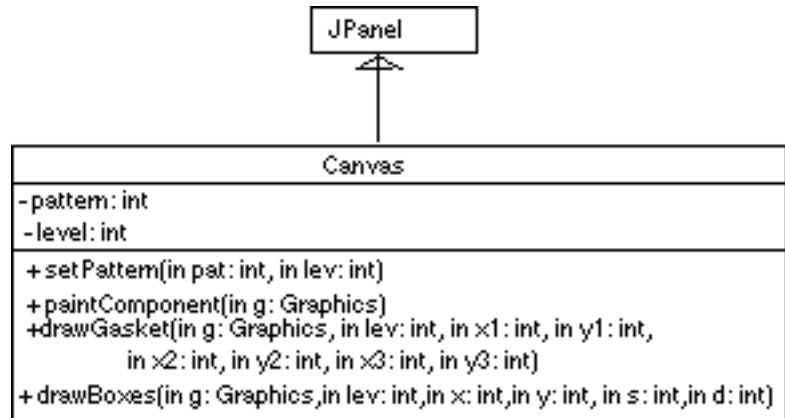 JPanel
Canvas
-pattern: int
-level: int
+setPattern(in pat: int, in lev: int)
+paintComponent(in g: Graphics)
+drawGasket(in g: Graphics, in lev: int, in x1: int, in y1: int,
in x2: int, in y2: int, in x3: int, in y3: int)
+drawBoxes(in g: Graphics,in lev: int,in x: int,in y: int, in s: int,in d: int)